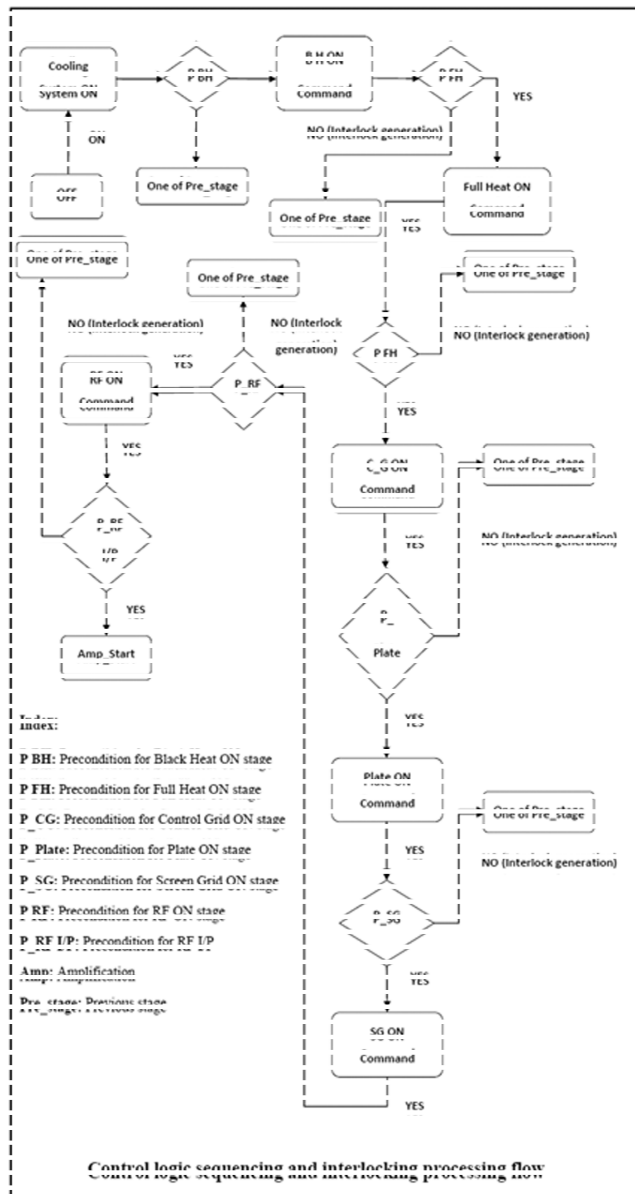 Cooling
System ON
P BH
B H ON
Command
P FH
YES
ON
NO (Interlock generation)
OFF
One of Pre_stage
One of Pre_stage
Full Heat ON
Command
YES
One of Pre_stage
One of Pre_stage
One of Pre_stage
NO (Interlock generation)
NO (Interlock
generation)
NO (Interlock generation)
P FH
YES
RF ON
Command
P_RF
YES
YES
C_G ON
Command
One of Pre_stage
P_RF
I/P
YES
NO (Interlock generation)
YES
P_
Plate
Amp_Start
YES
Index:
P BH: Precondition for Black Heat ON stage
P FH: Precondition for Full Heat ON stage
P_CG: Precondition for Control Grid ON stage
P_Plate: Precondition for Plate ON stage
P_SG: Precondition for Screen Grid ON stage
P RF: Precondition for RF ON stage
P_RF I/P: Precondition for RF I/P
Amp: Amplification
Pre_stage: Previous stage
Plate ON
Command
One of Pre_stage
YES
NO (Interlock generation)
P_SG
YES
SG ON
Command
YES
Control logic sequencing and interlocking processing flow